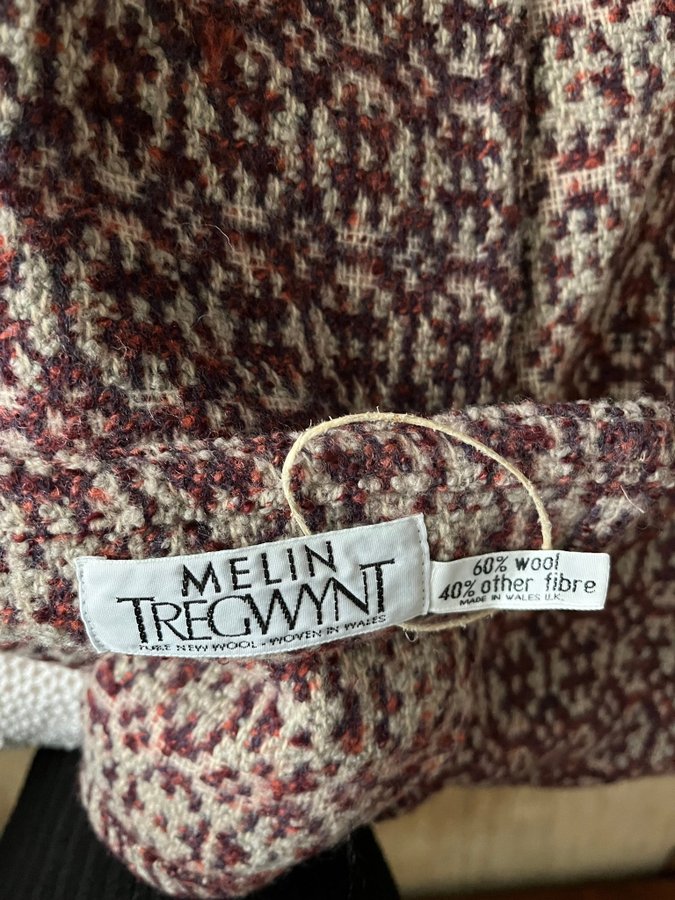 MELIN
TREGWYNT
PURE NEW WOOL - WOVEN IN WALES
60% wool
40% other fibre
MADE IN WALES U.K.